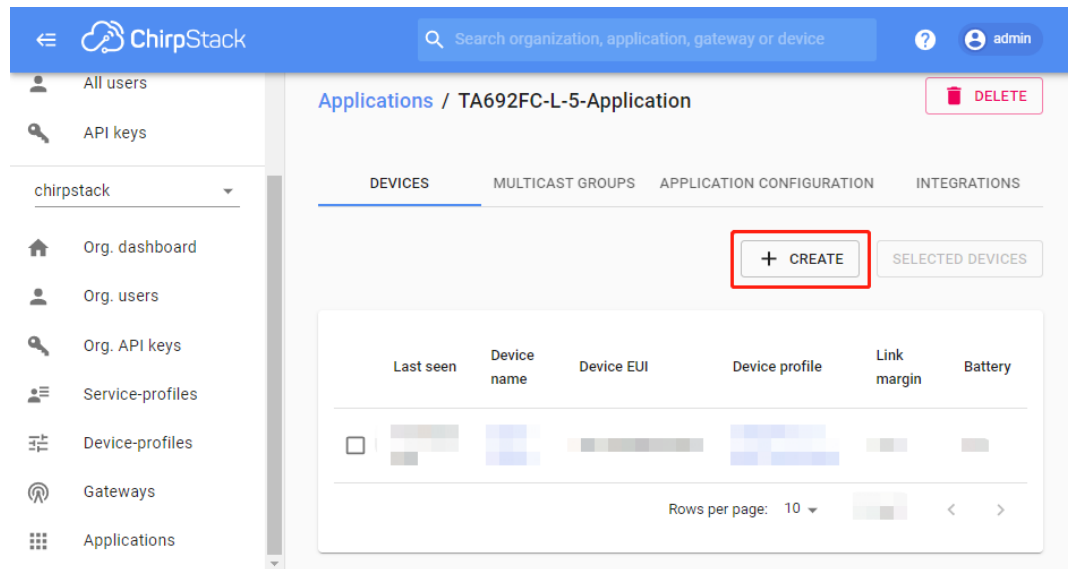 ChirpStack
Search organization, application, gateway or device
?
admin
All users
API keys
chirpstack
Org. dashboard
Org. users
Org. API keys
Service-profiles
Device-profiles
Gateways
Applications
Applications / TA692FC-L-5-Application
DELETE
DEVICES MULTICAST GROUPS APPLICATION CONFIGURATION INTEGRATIONS
+ CREATE
SELECTED DEVICES
Last seen
Device
name
Device EUI
Device profile
Link
margin
Battery
Rows per page: 10